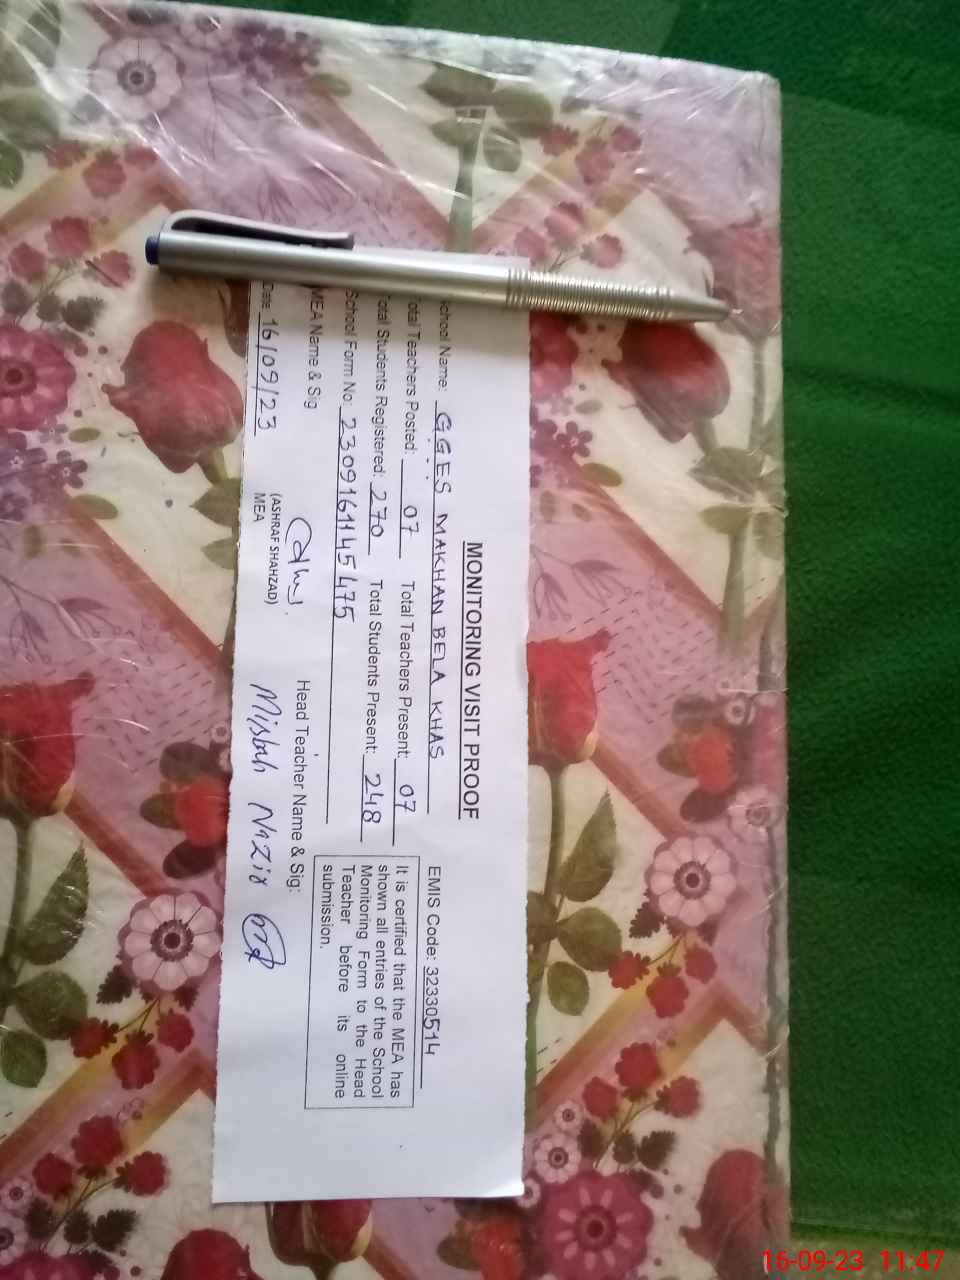 MONITORING VISIT PROOF
School Name: GGES MAKHAN BELA KHAS EMIS Code: 32330514
Total Teachers Posted: 07 Total Teachers Present: 07
Total Students Registered: 270 Total Students Present: 248
School Form No: 2309161145475
It is certified that the MEA has
shown all entries of the School
Monitoring Form to the Head
Teacher before its online
submission.
MEA Name & Sig
Head Teacher Name & Sig:
(ASHRAF SHAHZAD)
MEA
Misbah Nazir
Date: 16/09/23
16-09-23 11:47